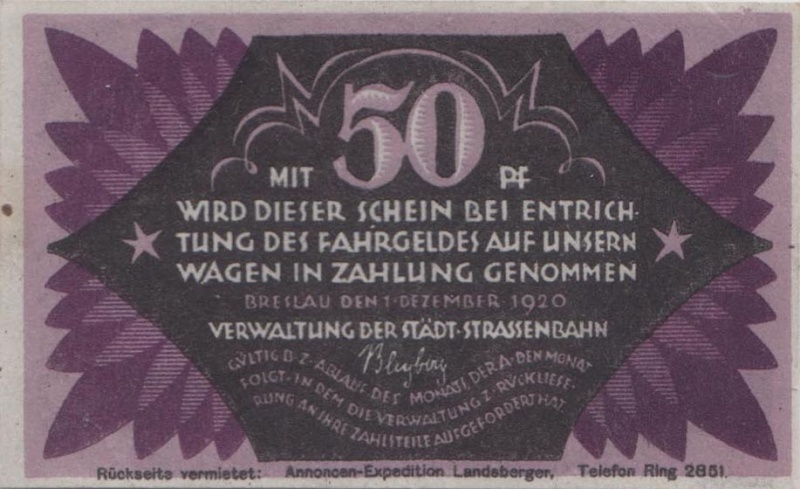 MIT 50 PF
WIRD DIESER SCHEIN BEI ENTRICH-
TUNG DES FAHRGELDES AUF UNSERN
WAGEN IN ZAHLUNG GENOMMEN
BRESLAU DEN 1·DEZEMBER 1920
VERWALTUNG DER STÄDT·STRASSENBAHN
Bleyberg
GÜLTIG B·Z·ABLAUF DES MONATS, DER A·DEN MONAT
FOLGT·IN DEM DIE VERWALTUNG Z·RÜCKLIEFE-
RUNG AN IHRE ZAHLSTELLE AUFGEFORDERT HAT
Rückseite vermietet: Annoncen-Expedition Landsberger, Telefon Ring 2851.